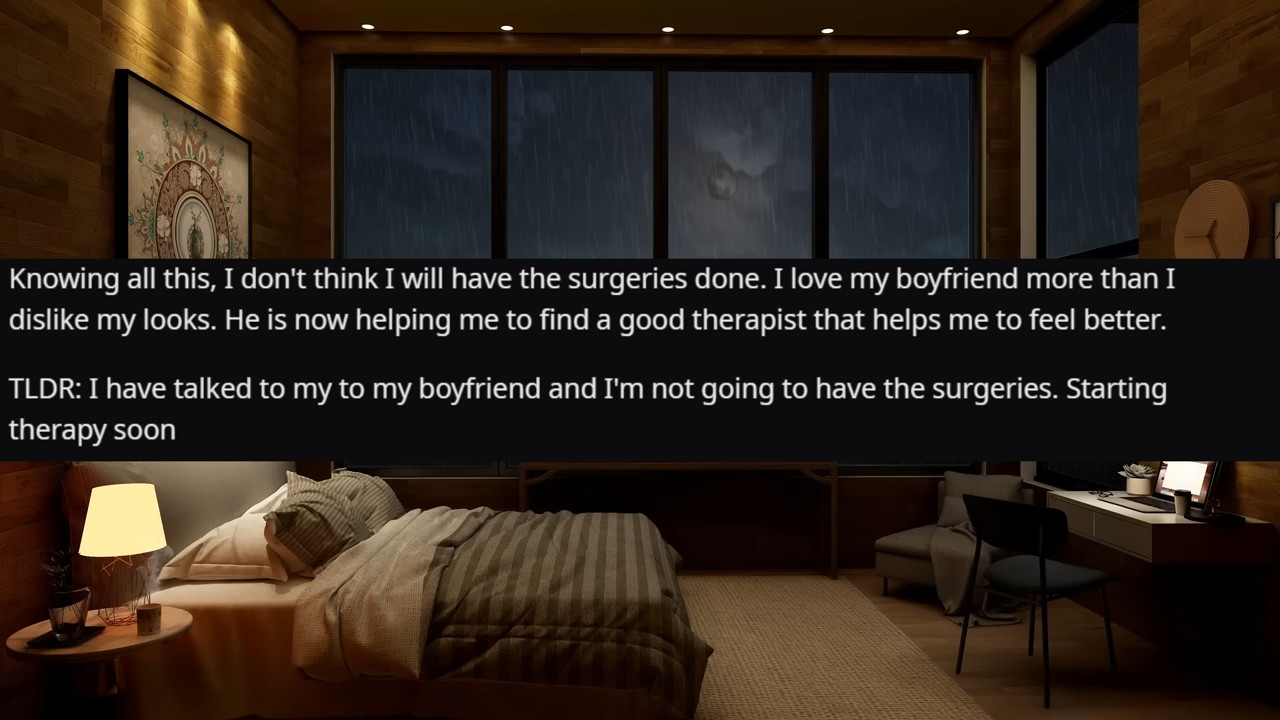 Knowing all this, I don't think I will have the surgeries done. I love my boyfriend more than I
dislike my looks. He is now helping me to find a good therapist that helps me to feel better.
TLDR: I have talked to my to my boyfriend and I'm not going to have the surgeries. Starting
therapy soon